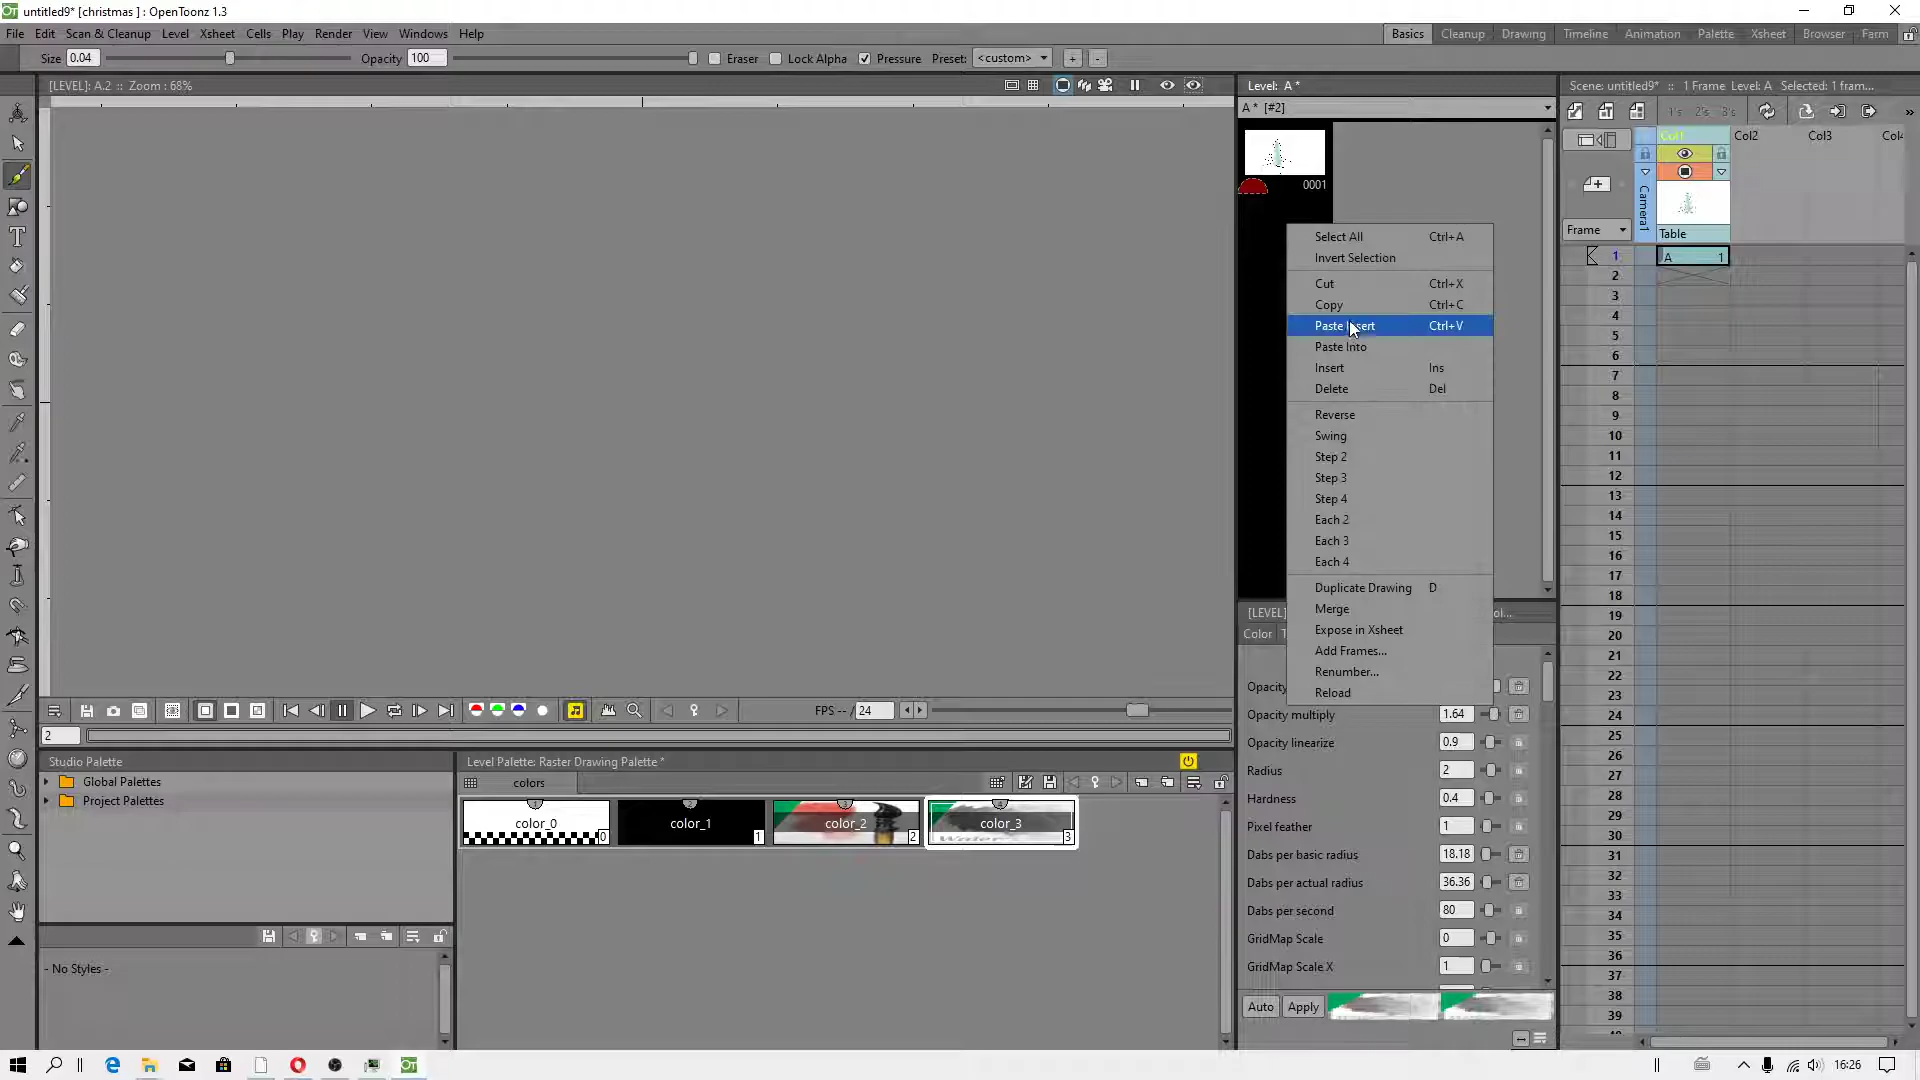 untitled9* [christmas ] : OpenToonz 1.3
File Edit Scan & Cleanup Level Xsheet Cells Play Render View Windows Help
Basics Cleanup Drawing Timeline Animation Palette Xsheet Browser Farm
Size 0.04 Opacity 100 Eraser Lock Alpha Pressure Preset: <custom> + -
[LEVEL]: A.2 :: Zoom : 68%
Level: A *
A * [#2]
0001
Scene: untitled9* :: 1 Frame Level: A Selected: 1 fram...
1's 2's 3's »
Col1 Col2 Col3 Col4
Camera1
Frame
Table
A 1
1
2
3
4
5
6
7
8
9
10
11
12
13
14
15
16
17
18
19
20
21
22
23
24
25
26
27
28
29
30
31
32
33
34
35
36
37
38
39
Select All Ctrl+A
Invert Selection
Cut Ctrl+X
Copy Ctrl+C
Paste Insert Ctrl+V
Paste Into
Insert Ins
Delete Del
Reverse
Swing
Step 2
Step 3
Step 4
Each 2
Each 3
Each 4
Duplicate Drawing D
Merge
Expose in Xsheet
Add Frames...
Renumber...
Reload
[LEVEL]
Color
Opacity
Opacity multiply 1.64
Opacity linearize 0.9
Radius 2
Hardness 0.4
Pixel feather 1
Dabs per basic radius 18.18
Dabs per actual radius 36.36
Dabs per second 80
GridMap Scale 0
GridMap Scale X 1
Auto Apply
FPS -- / 24
2
Studio Palette
Global Palettes
Project Palettes
- No Styles -
Level Palette: Raster Drawing Palette *
colors
1 2 3 4
color_0 color_1 color_2 color_3
0 1 2 3
OT
16:26